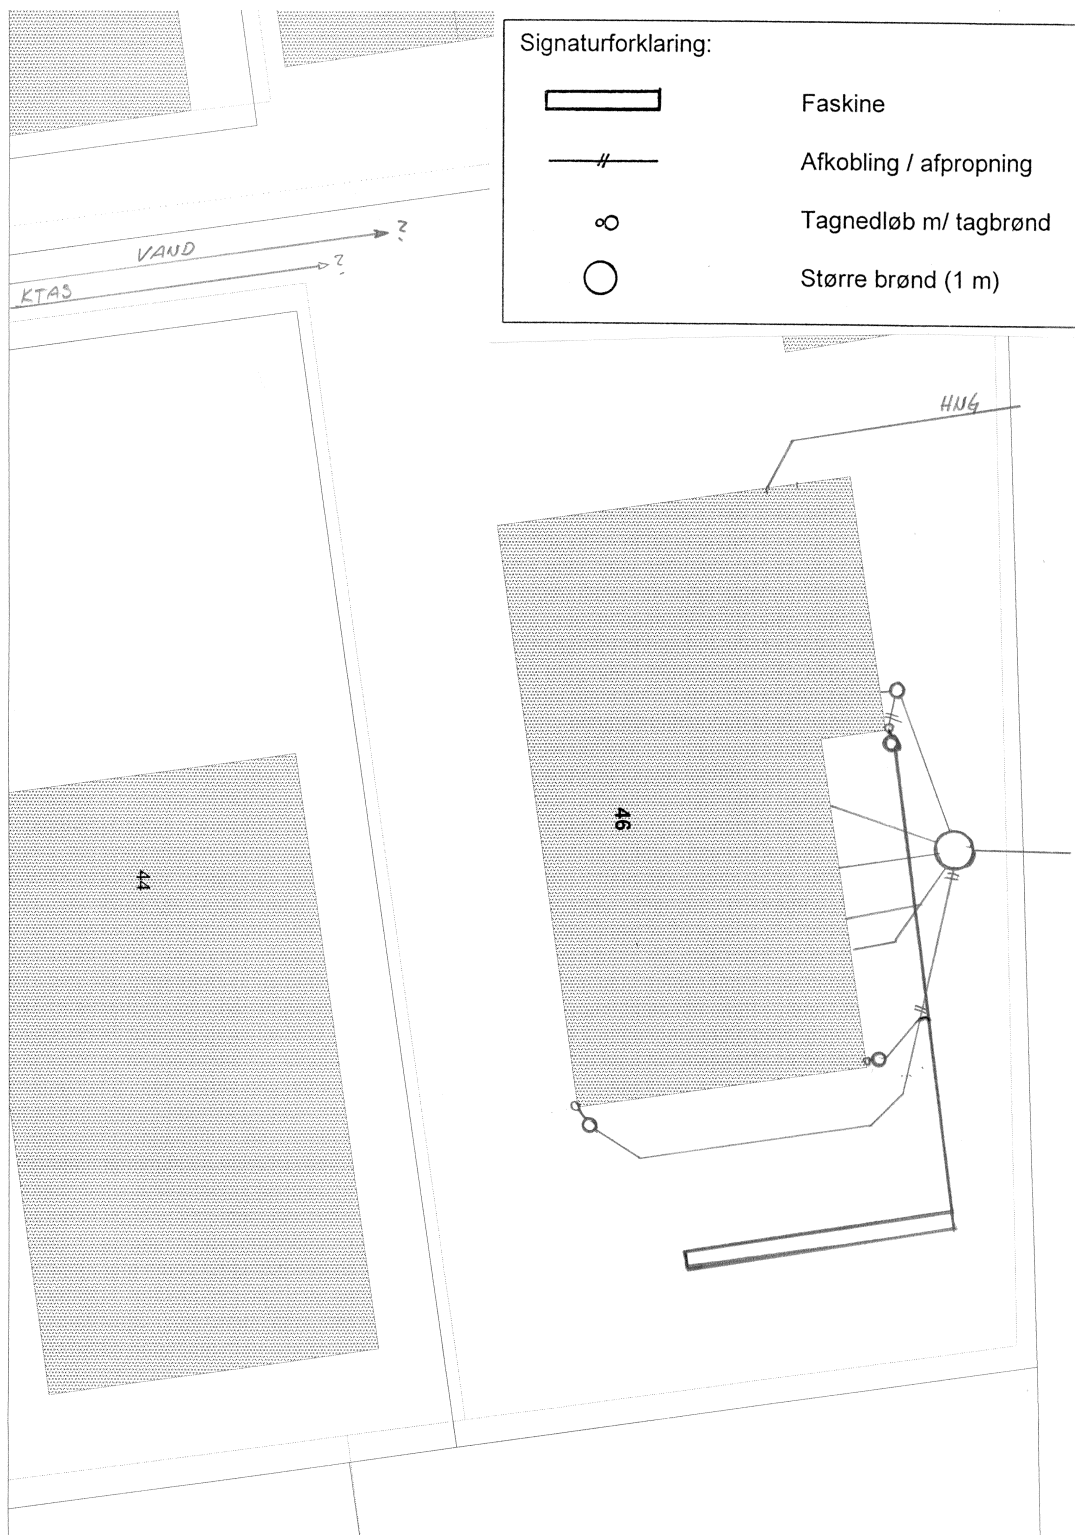 Signaturforklaring:
Faskine
Afkobling / afpropning
Tagnedløb m/ tagbrønd
Større brønd (1 m)
VAND ?
KTAS ?
HNG
46
44